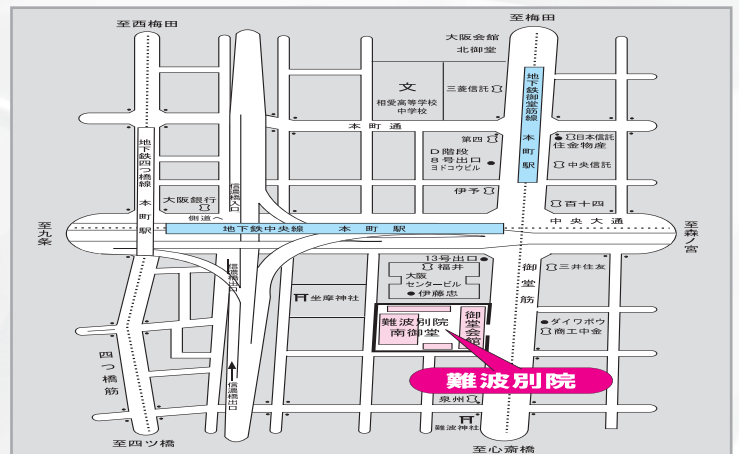 至西梅田
至梅田
大阪会館
北御堂
地下鉄御堂筋線 本町駅
文
相愛高等学校
中学校
三菱信託
本町通
第四
D階段
8号出口
ヨドコウビル
日本信託
住金物産
中央信託
地下鉄四つ橋線 本町駅
信濃橋入口
大阪銀行
側道へ
伊予
百十四
中央大通
至九条
地下鉄中央線 本町駅
至森ノ宮
13号出口
福井
大阪
センタービル
伊藤忠
御堂筋
三井住友
信濃橋出口
坐摩神社
難波別院
南御堂
御堂会館
ダイワボウ
商工中金
四つ橋筋
難波別院
信濃橋出口
泉州
難波神社
至四ツ橋
至心斎橋